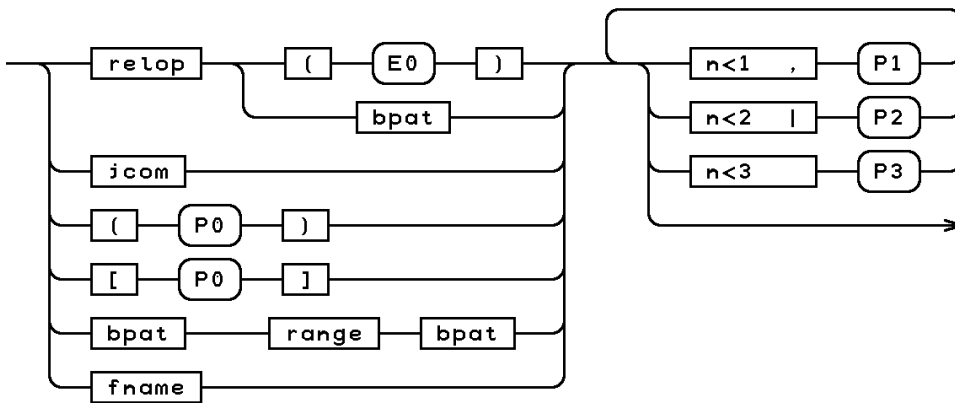 relop ( E0 ) n<1 , P1
bpat n<2 | P2
jcom n<3 P3
( P0 )
[ P0 ]
bpat range bpat
fname